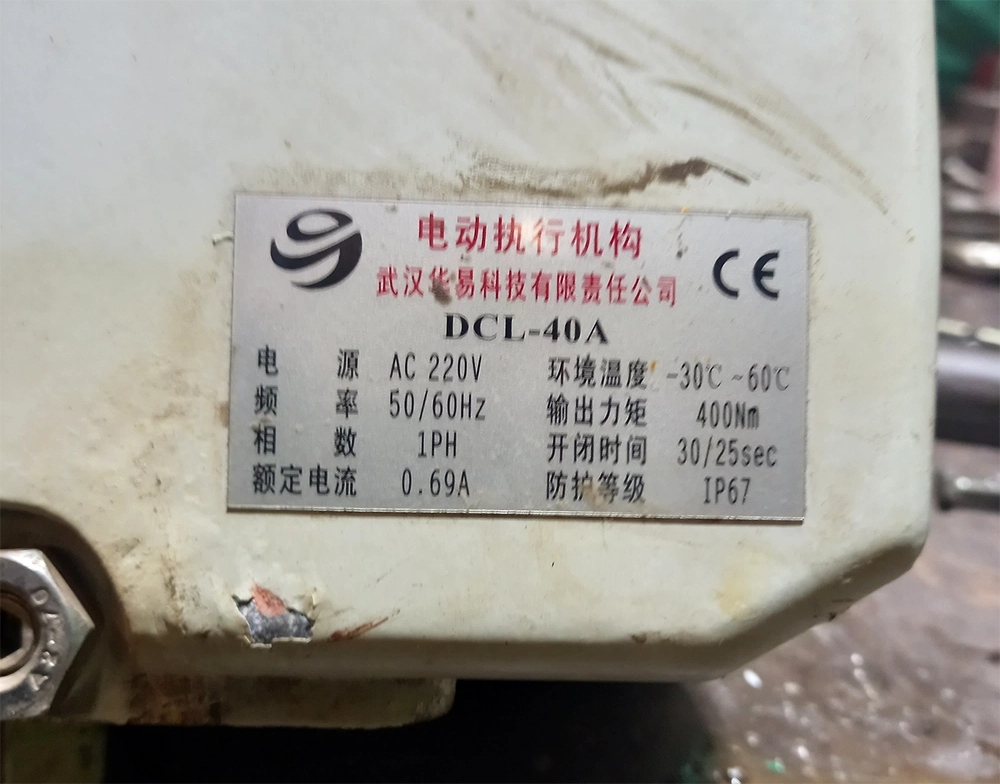 电动执行机构
武汉华易科技有限责任公司
CE
DCL-40A
电源 AC 220V 环境温度 -30℃~60℃
频率 50/60Hz 输出力矩 400Nm
相数 1PH 开闭时间 30/25sec
额定电流 0.69A 防护等级 IP67